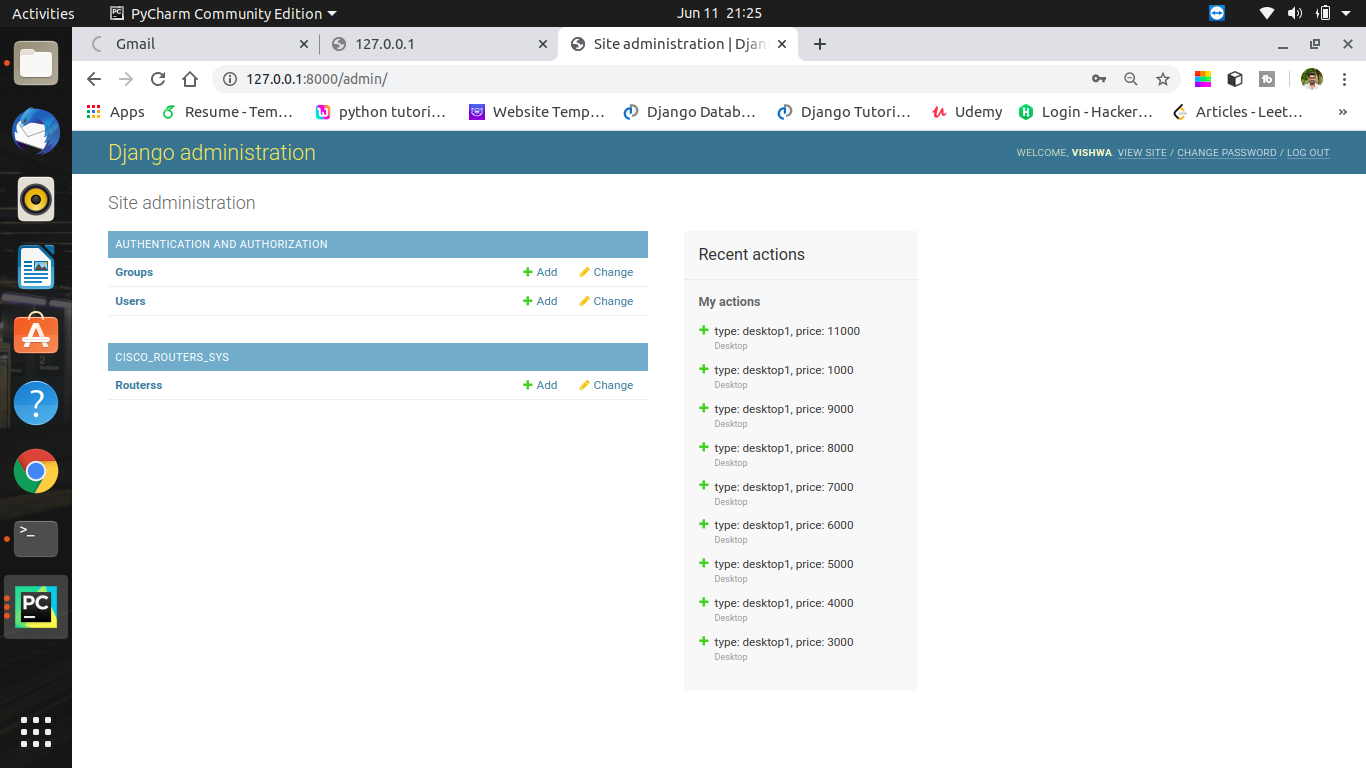 Activities PyCharm Community Edition Jun 11 21:25
Gmail 127.0.0.1 Site administration | Djan
127.0.0.1:8000/admin/
Apps Resume - Tem... python tutori... Website Temp... Django Datab... Django Tutori... Udemy Login - Hacker... Articles - Leet... »
Django administration WELCOME, VISHWA. VIEW SITE / CHANGE PASSWORD / LOG OUT
Site administration
AUTHENTICATION AND AUTHORIZATION
Groups Add Change
Users Add Change
CISCO_ROUTERS_SYS
Routerss Add Change
Recent actions
My actions
type: desktop1, price: 11000
Desktop
type: desktop1, price: 1000
Desktop
type: desktop1, price: 9000
Desktop
type: desktop1, price: 8000
Desktop
type: desktop1, price: 7000
Desktop
type: desktop1, price: 6000
Desktop
type: desktop1, price: 5000
Desktop
type: desktop1, price: 4000
Desktop
type: desktop1, price: 3000
Desktop